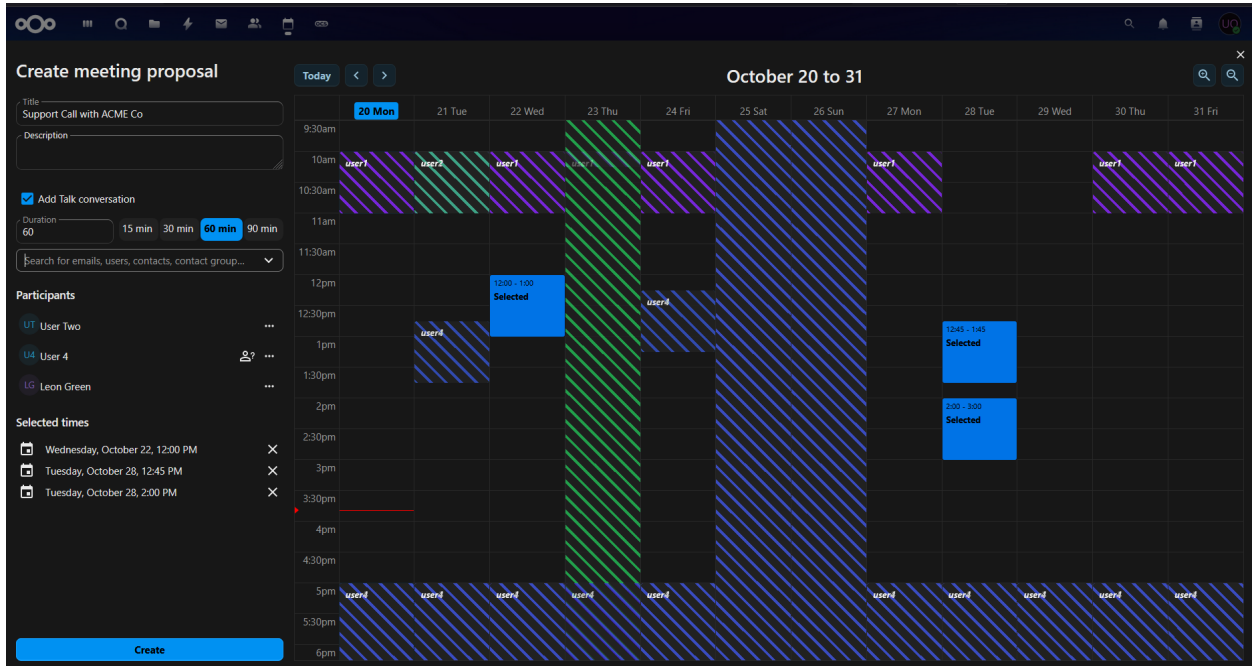 UO
Create meeting proposal
Title
Support Call with ACME Co
Description
Add Talk conversation
Duration
60
15 min 30 min 60 min 90 min
Search for emails, users, contacts, contact group...
Participants
UT User Two
U4 User 4
LG Leon Green
Selected times
Wednesday, October 22, 12:00 PM
Tuesday, October 28, 12:45 PM
Tuesday, October 28, 2:00 PM
Create
Today
October 20 to 31
20 Mon 21 Tue 22 Wed 23 Thu 24 Fri 25 Sat 26 Sun 27 Mon 28 Tue 29 Wed 30 Thu 31 Fri
9:30am
10am user1 user2 user1 user1 user1 user1 user1 user1
10:30am
11am
11:30am
12pm 12:00 - 1:00
Selected
user4
12:30pm
user4 12:45 - 1:45
1pm Selected
1:30pm
2pm 2:00 - 3:00
Selected
2:30pm
3pm
3:30pm
4pm
4:30pm
5pm user4 user4 user4 user4 user4 user4 user4 user4 user4 user4
5:30pm
6pm